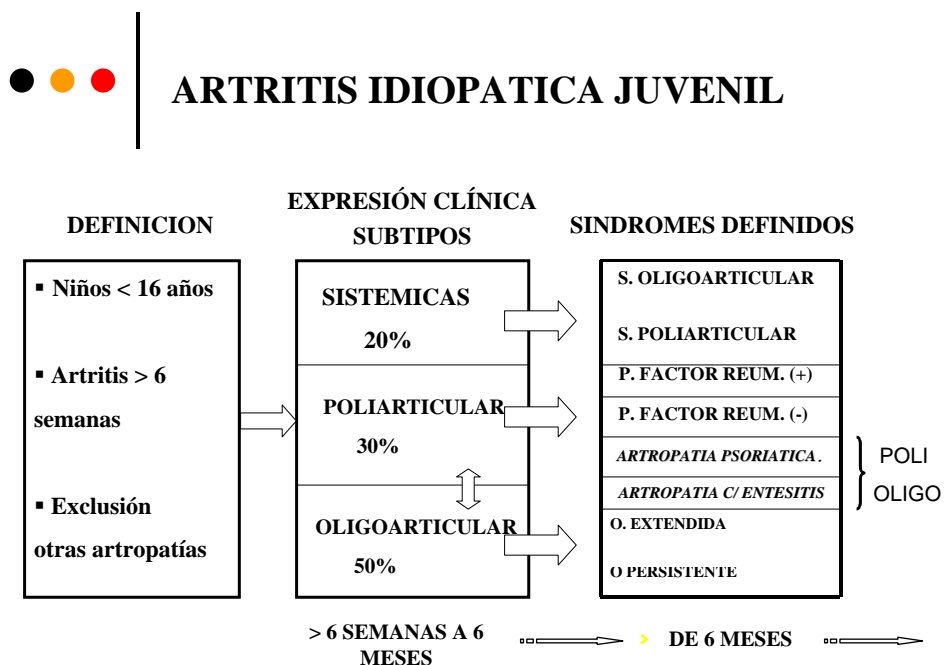 ARTRITIS IDIOPATICA JUVENIL
DEFINICION
▪ Niños < 16 años
▪ Artritis > 6
semanas
▪ Exclusión
otras artropatías
EXPRESIÓN CLÍNICA
SUBTIPOS
SISTEMICAS
20%
POLIARTICULAR
30%
OLIGOARTICULAR
50%
SINDROMES DEFINIDOS
S. OLIGOARTICULAR
S. POLIARTICULAR
P. FACTOR REUM. (+)
P. FACTOR REUM. (-)
ARTROPATIA PSORIATICA.
ARTROPATIA C/ ENTESITIS
O. EXTENDIDA
O PERSISTENTE
POLI
OLIGO
> 6 SEMANAS A 6
MESES
> DE 6 MESES